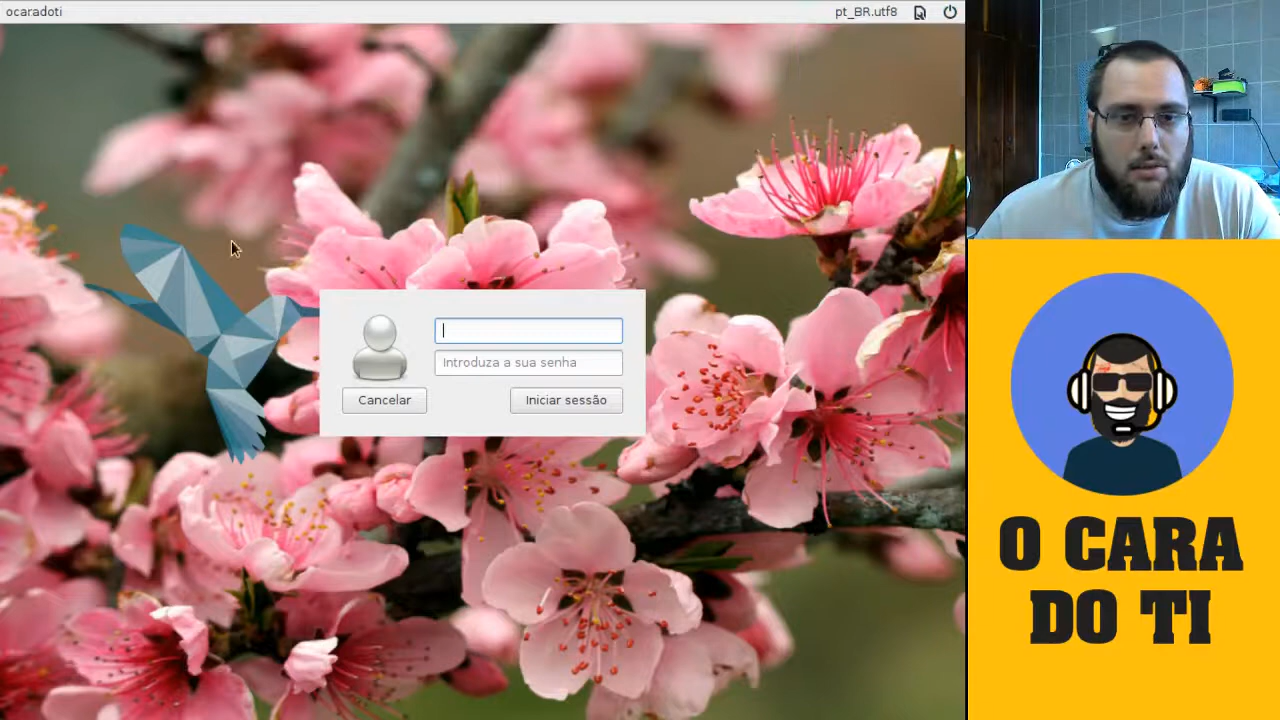 ocaradoti
pt_BR.utf8
Introduza a sua senha
Cancelar
Iniciar sessão
O CARA
DO TI